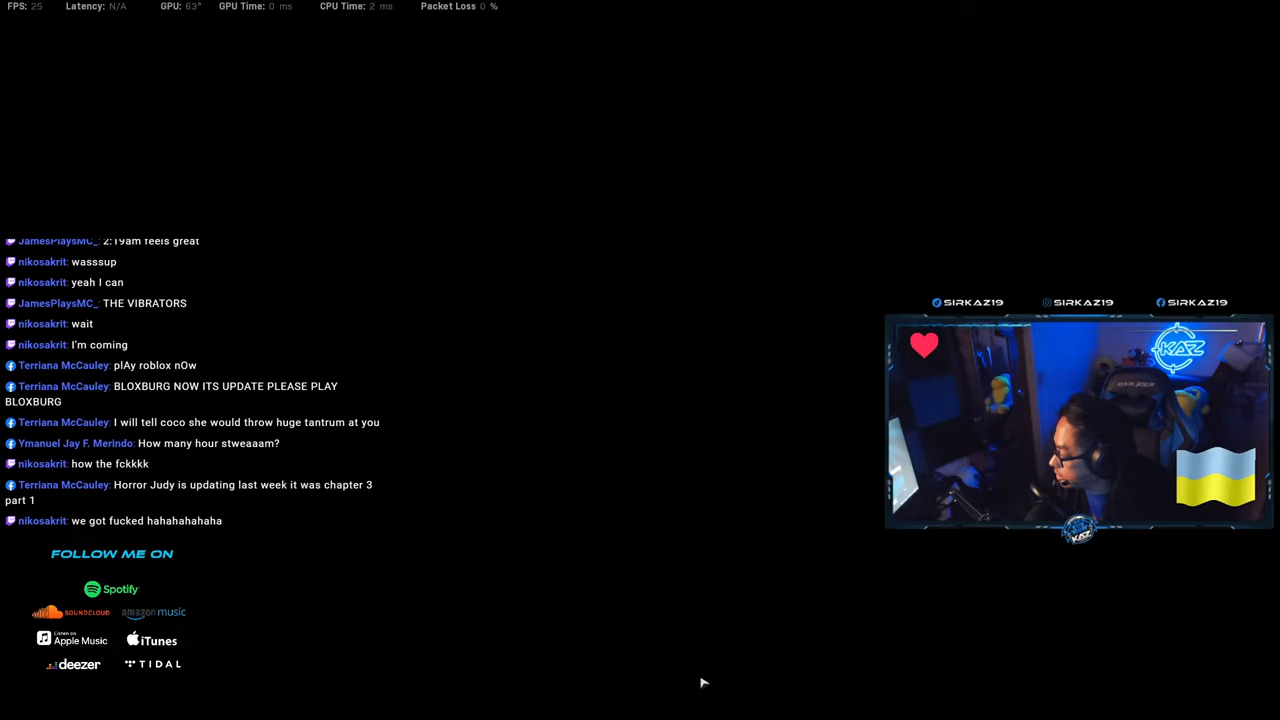 FPS: 25 Latency: N/A GPU: 63° GPU Time: 0 ms CPU Time: 2 ms Packet Loss 0 %
JamesPlaysMC_: 2:19am feels great
nikosakrit: wasssup
nikosakrit: yeah I can
JamesPlaysMC_: THE VIBRATORS
nikosakrit: wait
nikosakrit: I'm coming
Terriana McCauley: plAy roblox nOw
Terriana McCauley: BLOXBURG NOW ITS UPDATE PLEASE PLAY
BLOXBURG
Terriana McCauley: I will tell coco she would throw huge tantrum at you
Ymanuel Jay F. Merindo: How many hour stweaaam?
nikosakrit: how the fckkkk
Terriana McCauley: Horror Judy is updating last week it was chapter 3
part 1
nikosakrit: we got fucked hahahahahaha
FOLLOW ME ON
Spotify
SOUNDCLOUD amazon music
Listen on
Apple Music iTunes
deezer TIDAL
SIRKAZ19 SIRKAZ19 SIRKAZ19
KAZ
DXRACER
KAZ